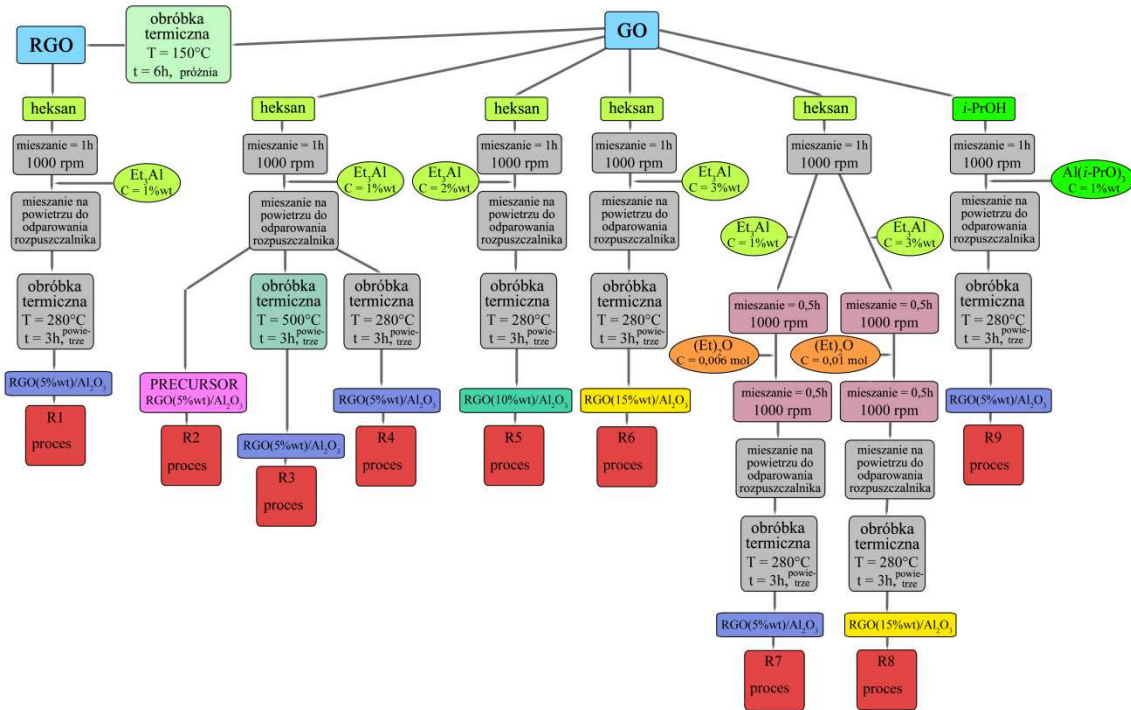 RGO
obróbka
termiczna
T = 150°C
t = 6h, próżnia
GO
heksan
mieszanie = 1h
1000 rpm
Et₃Al
C = 1%wt
mieszanie na
powietrzu do
odparowania
rozpuszczalnika
obróbka
termiczna
T = 280°C
t = 3h, powie-
trze
RGO(5%wt)/Al₂O₃
R1
proces
heksan
mieszanie = 1h
1000 rpm
Et₃Al
C = 1%wt
mieszanie na
powietrzu do
odparowania
rozpuszczalnika
PRECURSOR
RGO(5%wt)/Al₂O₃
R2
proces
obróbka
termiczna
T = 500°C
t = 3h, powie-
trze
RGO(5%wt)/Al₂O₃
R3
proces
obróbka
termiczna
T = 280°C
t = 3h, powie-
trze
RGO(5%wt)/Al₂O₃
R4
proces
heksan
mieszanie = 1h
1000 rpm
Et₃Al
C = 2%wt
mieszanie na
powietrzu do
odparowania
rozpuszczalnika
obróbka
termiczna
T = 280°C
t = 3h, powie-
trze
RGO(10%wt)/Al₂O₃
R5
proces
heksan
mieszanie = 1h
1000 rpm
Et₃Al
C = 3%wt
mieszanie na
powietrzu do
odparowania
rozpuszczalnika
obróbka
termiczna
T = 280°C
t = 3h, powie-
trze
RGO(15%wt)/Al₂O₃
R6
proces
heksan
mieszanie = 1h
1000 rpm
Et₃Al
C = 1%wt
mieszanie = 0,5h
1000 rpm
(Et)₂O
C = 0,006 mol
mieszanie = 0,5h
1000 rpm
mieszanie na
powietrzu do
odparowania
rozpuszczalnika
obróbka
termiczna
T = 280°C
t = 3h, powie-
trze
RGO(5%wt)/Al₂O₃
R7
proces
Et₃Al
C = 3%wt
mieszanie = 0,5h
1000 rpm
(Et)₂O
C = 0,01 mol
mieszanie = 0,5h
1000 rpm
mieszanie na
powietrzu do
odparowania
rozpuszczalnika
obróbka
termiczna
T = 280°C
t = 3h, powie-
trze
RGO(15%wt)/Al₂O₃
R8
proces
i-PrOH
mieszanie = 1h
1000 rpm
Al(i-PrO)₃
C = 1%wt
mieszanie na
powietrzu do
odparowania
rozpuszczalnika
obróbka
termiczna
T = 280°C
t = 3h, powie-
trze
RGO(5%wt)/Al₂O₃
R9
proces